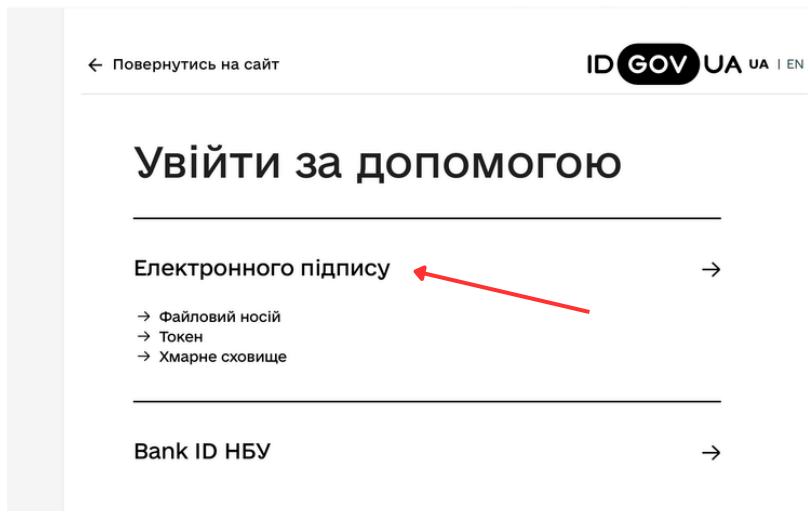 ← Повернутись на сайт
ID GOV UA UA | EN
Увійти за допомогою
Електронного підпису →
→ Файловий носій
→ Токен
→ Хмарне сховище
Bank ID НБУ →